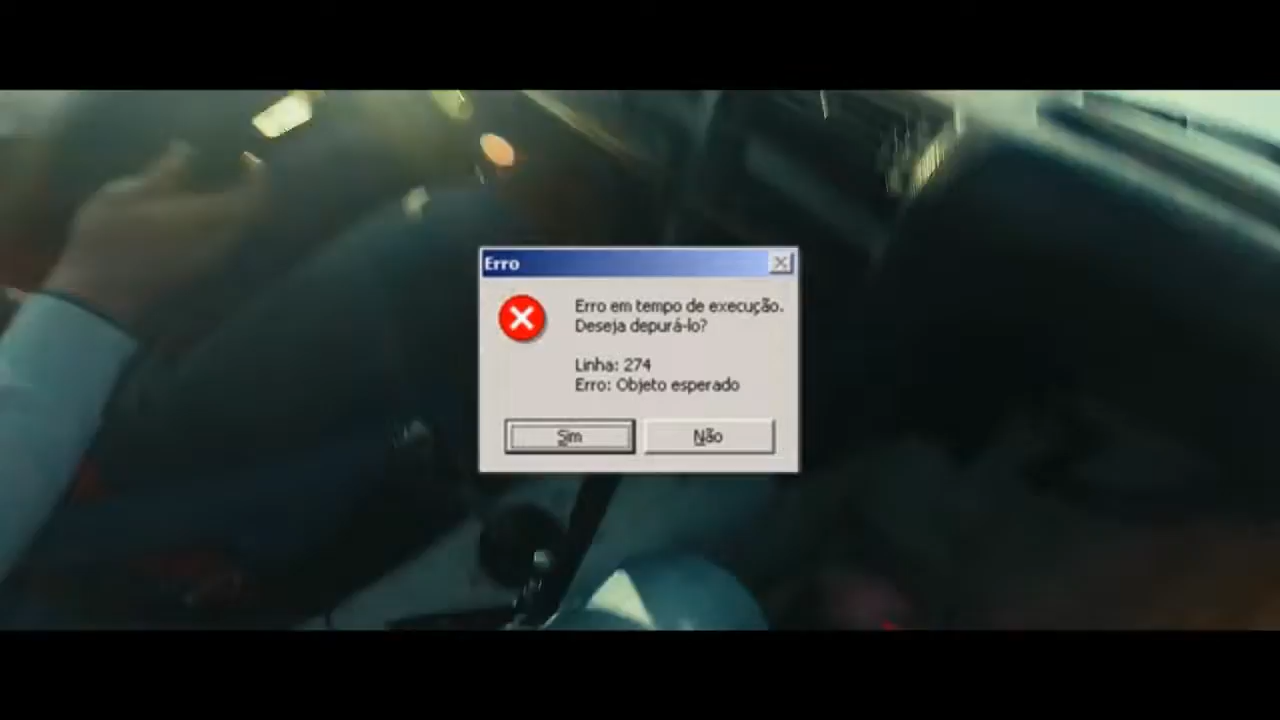 Erro
Erro em tempo de execução.
Deseja depurá-lo?
Linha: 274
Erro: Objeto esperado
Sim
Não